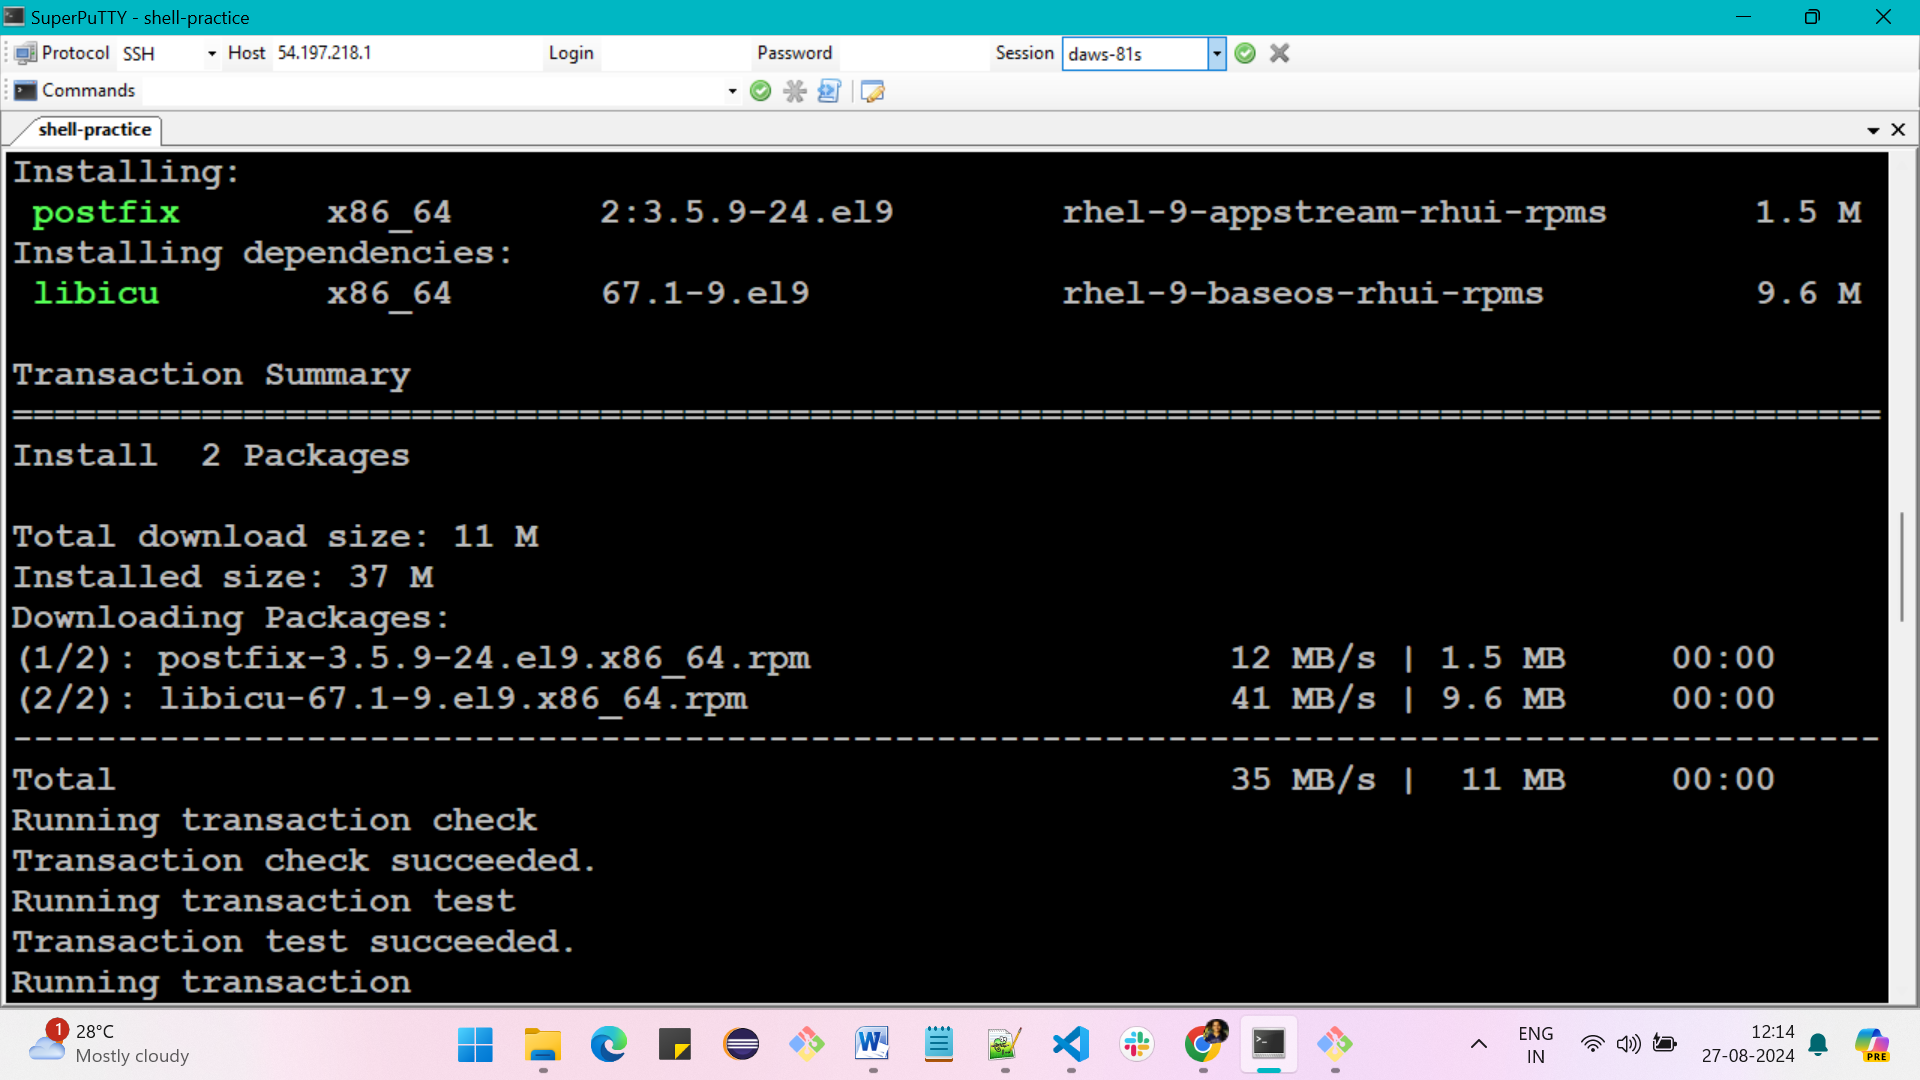 SuperPuTTY - shell-practice
Protocol SSH Host 54.197.218.1 Login Password Session daws-81s
Commands
shell-practice
Installing:
postfix x86_64 2:3.5.9-24.el9 rhel-9-appstream-rhui-rpms 1.5 M
Installing dependencies:
libicu x86_64 67.1-9.el9 rhel-9-baseos-rhui-rpms 9.6 M
Transaction Summary
================================================================================
Install 2 Packages
Total download size: 11 M
Installed size: 37 M
Downloading Packages:
(1/2): postfix-3.5.9-24.el9.x86_64.rpm 12 MB/s | 1.5 MB 00:00
(2/2): libicu-67.1-9.el9.x86_64.rpm 41 MB/s | 9.6 MB 00:00
--------------------------------------------------------------------------------
Total 35 MB/s | 11 MB 00:00
Running transaction check
Transaction check succeeded.
Running transaction test
Transaction test succeeded.
Running transaction
1 28°C
Mostly cloudy
ENG
IN
12:14
27-08-2024
PRE